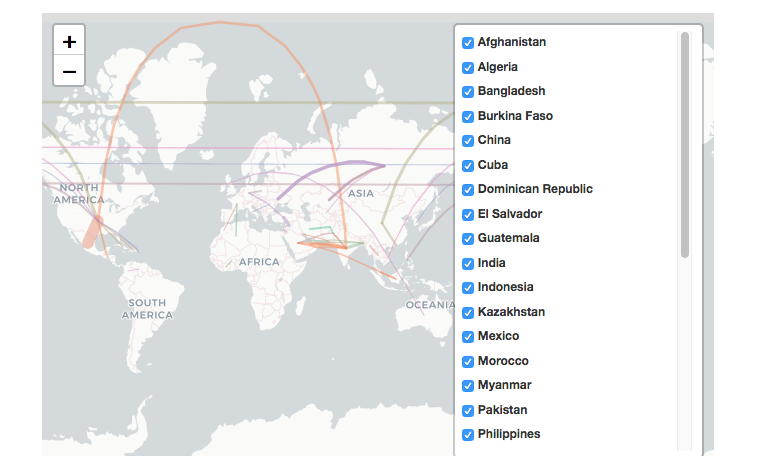 +
−
NORTH
AMERICA
ASIA
AFRICA
SOUTH
AMERICA
OCEANIA
Afghanistan
Algeria
Bangladesh
Burkina Faso
China
Cuba
Dominican Republic
El Salvador
Guatemala
India
Indonesia
Kazakhstan
Mexico
Morocco
Myanmar
Pakistan
Philippines